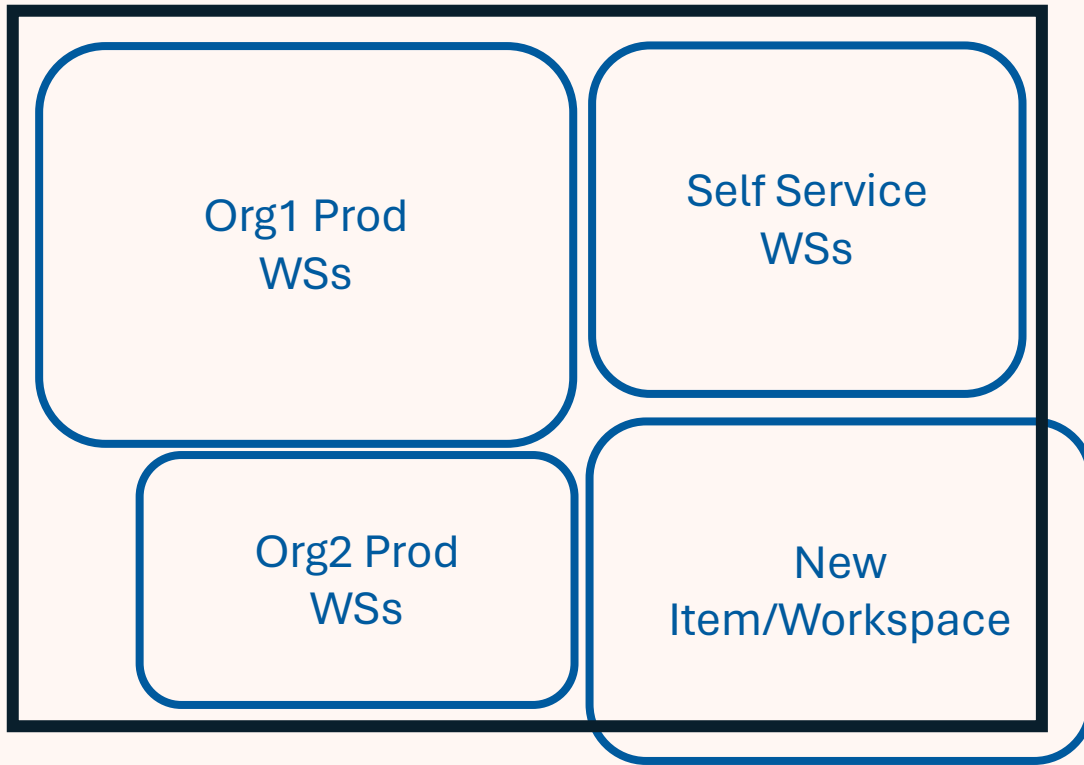 Org1 Prod
WSs
Self Service
WSs
Org2 Prod
WSs
New
Item/Workspace